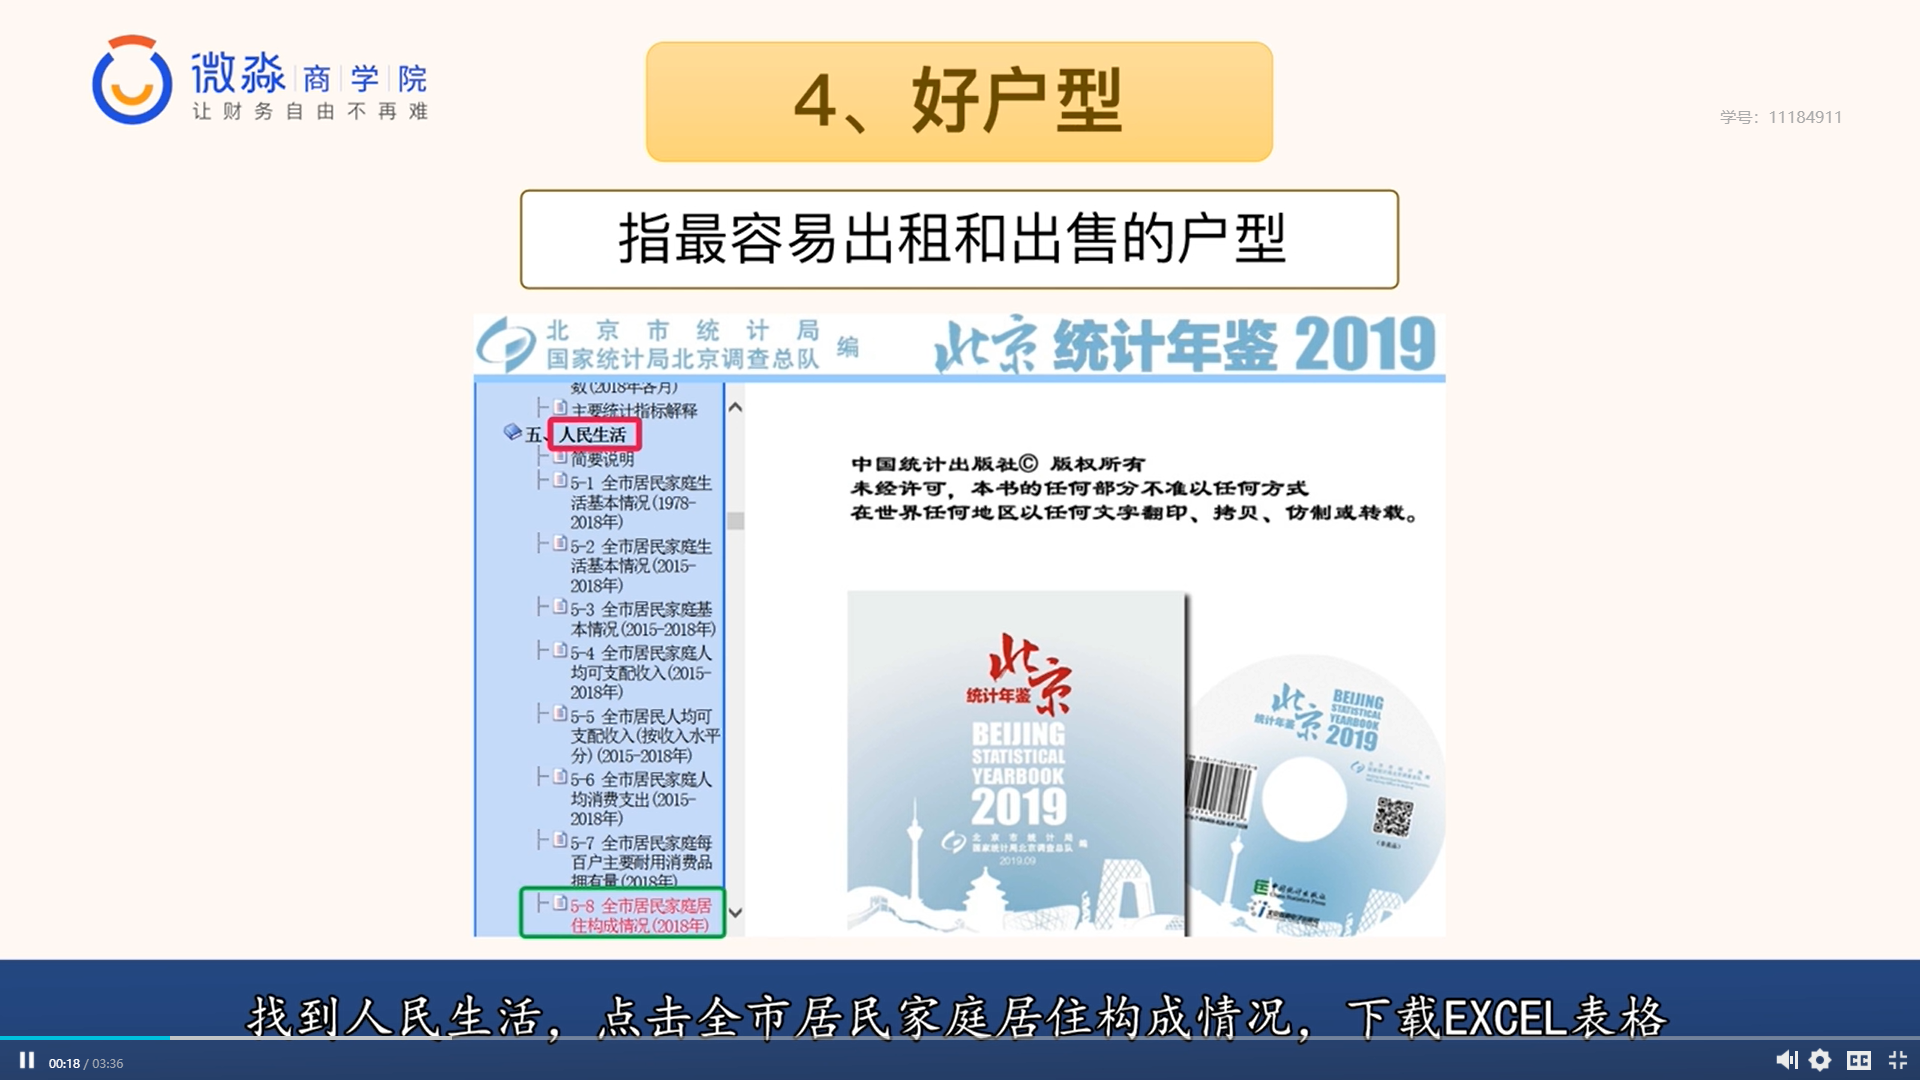 微淼商学院
让财务自由不再难
4、好户型
学号：11184911
指最容易出租和出售的户型
北京市统计局
国家统计局北京调查总队
编
北京统计年鉴 2019
数(2018年各月)
主要统计指标解释
五、人民生活
简要说明
5-1 全市居民家庭生
活基本情况(1978-
2018年)
5-2 全市居民家庭生
活基本情况(2015-
2018年)
5-3 全市居民家庭基
本情况(2015-2018年)
5-4 全市居民家庭人
均可支配收入(2015-
2018年)
5-5 全市居民人均可
支配收入(按收入水平
分)(2015-2018年)
5-6 全市居民家庭人
均消费支出(2015-
2018年)
5-7 全市居民家庭每
百户主要耐用消费品
拥有量(2018年)
5-8 全市居民家庭居
住构成情况(2018年)
中国统计出版社© 版权所有
未经许可，本书的任何部分不准以任何方式
在世界任何地区以任何文字翻印、拷贝、仿制或转载。
北京
统计年鉴
BEIJING
STATISTICAL
YEARBOOK
2019
北京市统计局
国家统计局北京调查总队
编
2019.09
北京
统计年鉴
BEIJING
STATISTICAL
YEARBOOK
2019
找到人民生活，点击全市居民家庭居住构成情况，下载EXCEL表格
00:18 / 03:36
CC